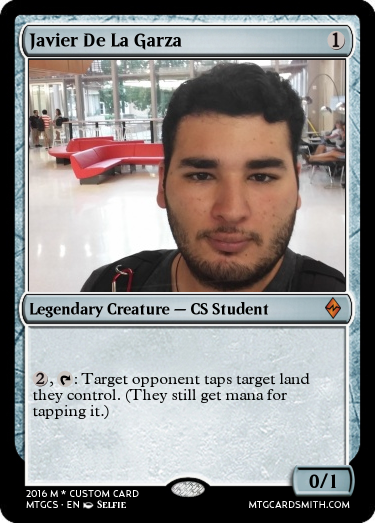 Javier De La Garza 1
Legendary Creature — CS Student
2, : Target opponent taps target land
they control. (They still get mana for
tapping it.)
0/1
2016 M * CUSTOM CARD
MTGCS · EN SELFIE
MTGCARDSMITH.COM